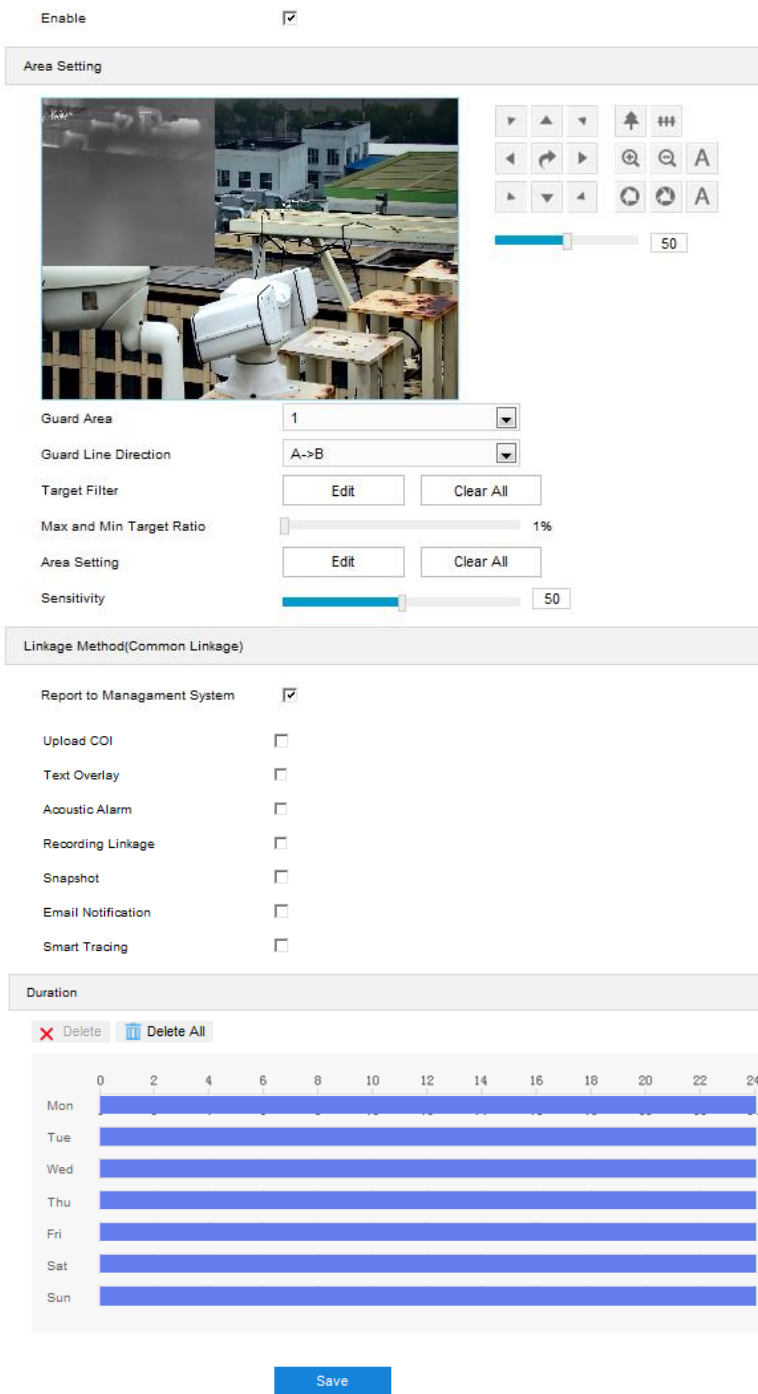 Enable
Area Setting
A
A
50
Guard Area 1
Guard Line Direction A->B
Target Filter Edit Clear All
Max and Min Target Ratio 1%
Area Setting Edit Clear All
Sensitivity 50
Linkage Method(Common Linkage)
Report to Managament System
Upload COI
Text Overlay
Acoustic Alarm
Recording Linkage
Snapshot
Email Notification
Smart Tracing
Duration
Delete Delete All
0 2 4 6 8 10 12 14 16 18 20 22 24
Mon
Tue
Wed
Thu
Fri
Sat
Sun
Save